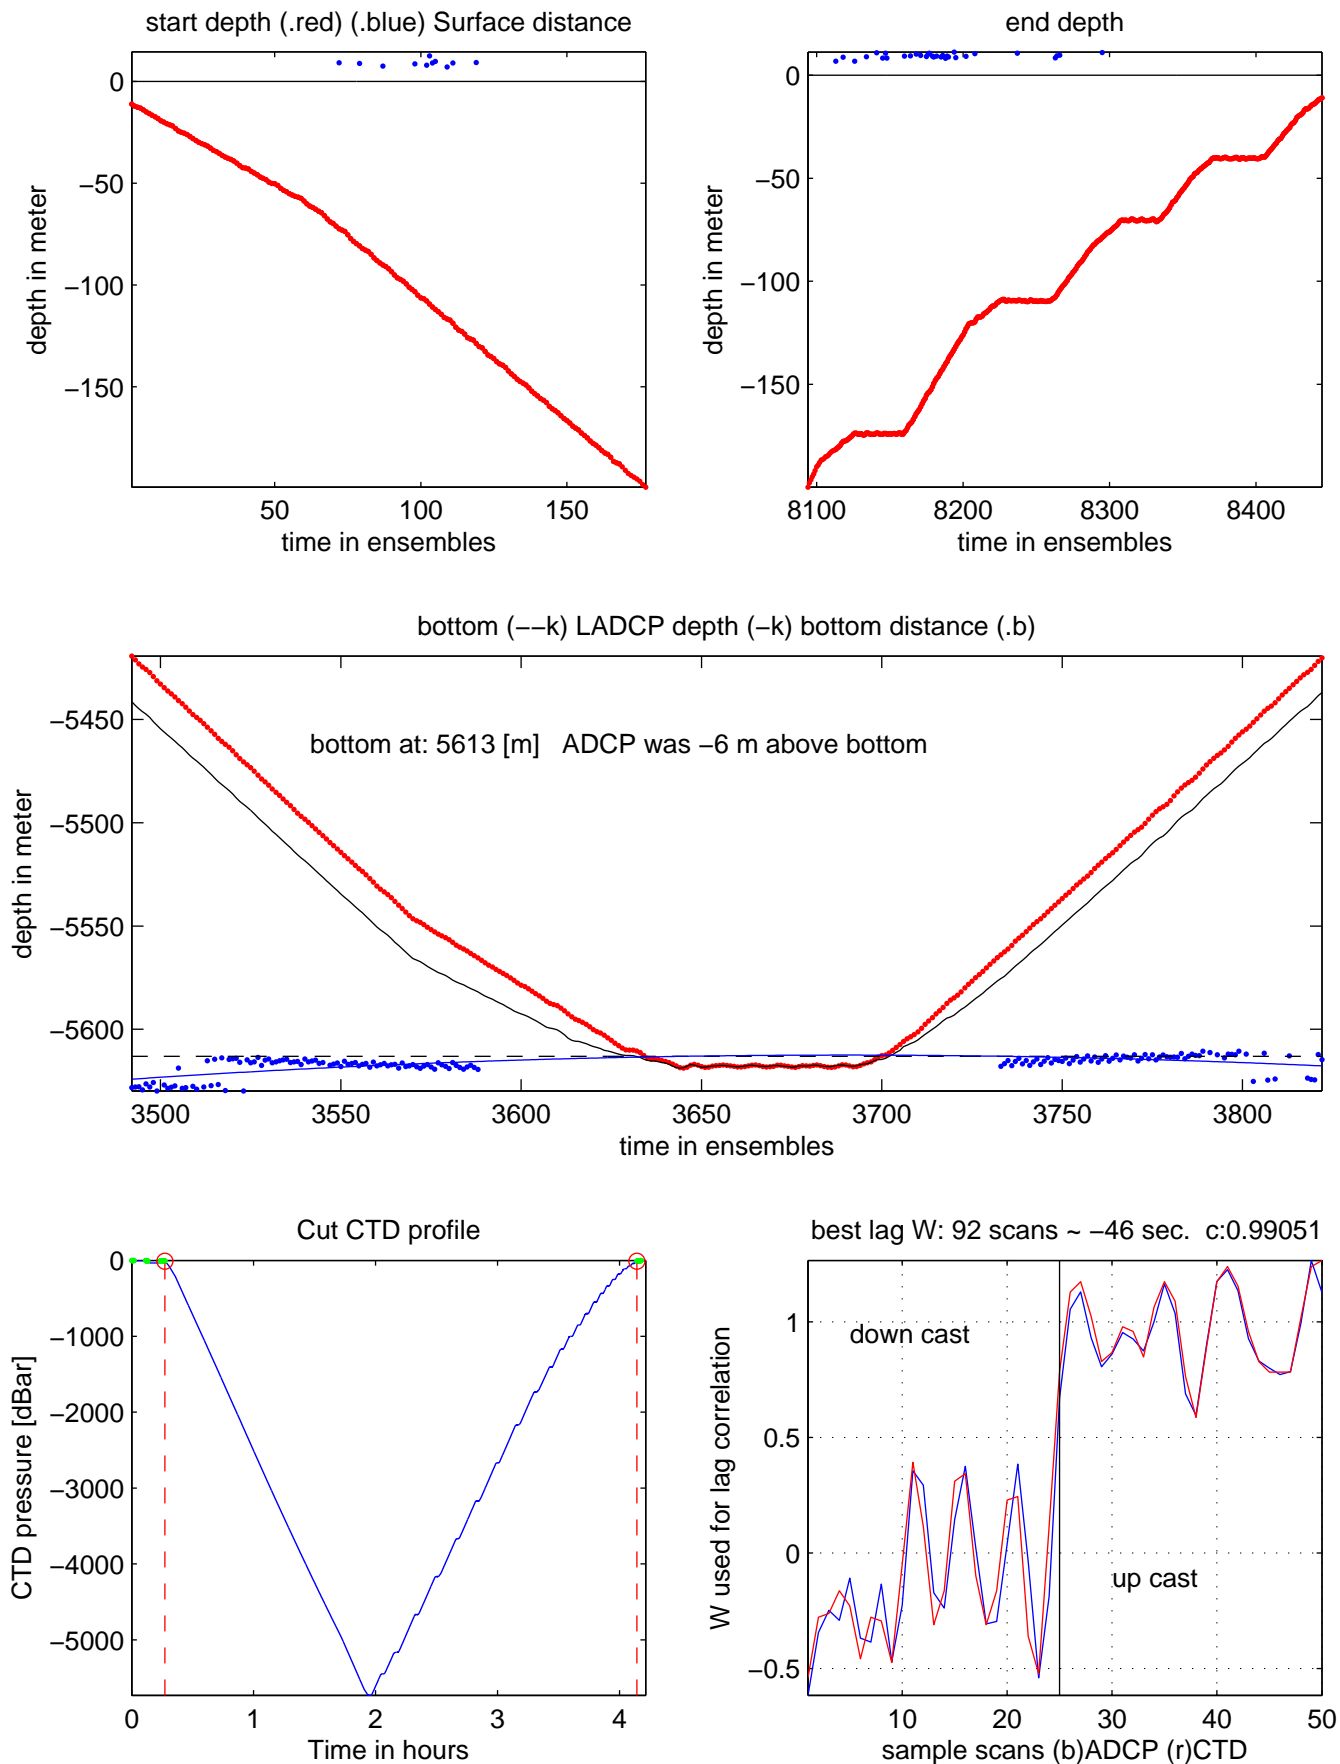 start depth (.red) (.blue) Surface distance
0
−50
−100
−150
depth in meter
50
100
150
time in ensembles
end depth
0
−50
−100
−150
depth in meter
8100
8200
8300
8400
time in ensembles
bottom (−−k) LADCP depth (−k) bottom distance (.b)
bottom at: 5613 [m]   ADCP was −6 m above bottom
−5450
−5500
−5550
−5600
depth in meter
3500
3550
3600
3650
3700
3750
3800
time in ensembles
Cut CTD profile
0
−1000
−2000
−3000
−4000
−5000
CTD pressure [dBar]
0
1
2
3
4
Time in hours
best lag W: 92 scans ~ −46 sec.  c:0.99051
down cast
up cast
1
0.5
0
−0.5
W used for lag correlation
10
20
30
40
50
sample scans (b)ADCP (r)CTD